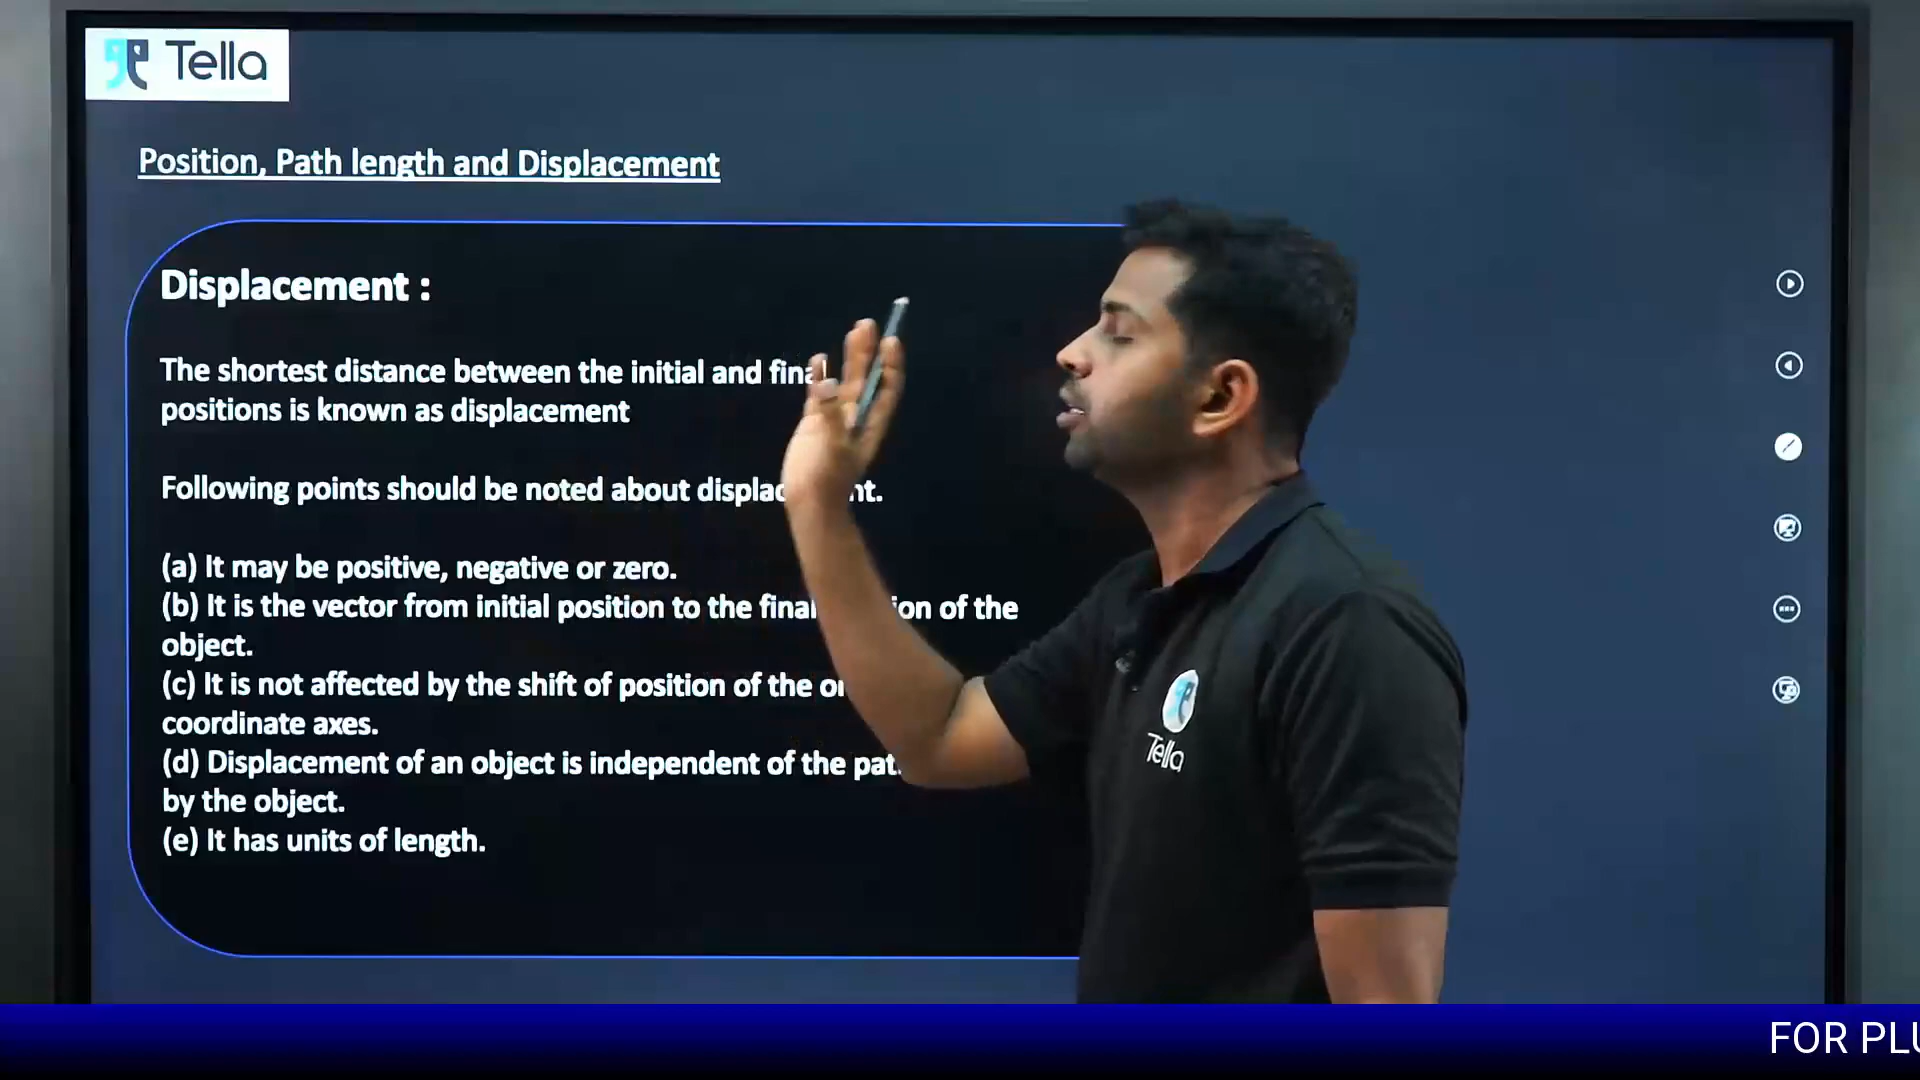 Tella
Position, Path length and Displacement
Displacement :
The shortest distance between the initial and final
positions is known as displacement
Following points should be noted about
(a) It may be positive, negative or zero.
(b) It is the vector from initial position to the final of the
object.
(c) It is not affected by the shift of position of the
coordinate axes.
(d) Displacement of an object is independent of the
by the object.
(e) It has units of length.
Tella
FOR